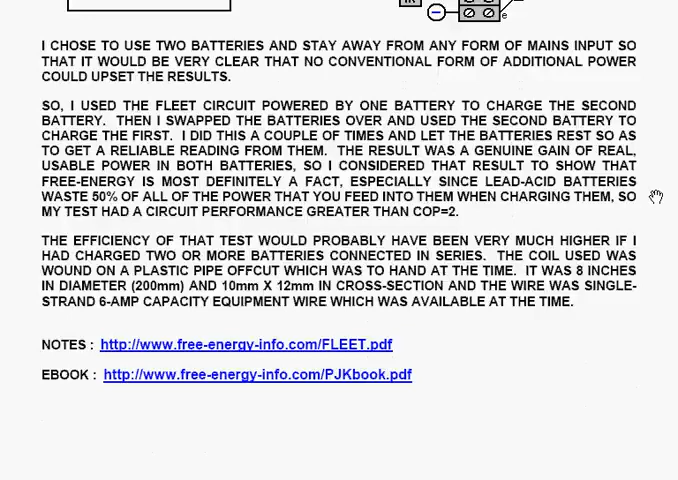 e
I CHOSE TO USE TWO BATTERIES AND STAY AWAY FROM ANY FORM OF MAINS INPUT SO
THAT IT WOULD BE VERY CLEAR THAT NO CONVENTIONAL FORM OF ADDITIONAL POWER
COULD UPSET THE RESULTS.
SO, I USED THE FLEET CIRCUIT POWERED BY ONE BATTERY TO CHARGE THE SECOND
BATTERY. THEN I SWAPPED THE BATTERIES OVER AND USED THE SECOND BATTERY TO
CHARGE THE FIRST. I DID THIS A COUPLE OF TIMES AND LET THE BATTERIES REST SO AS
TO GET A RELIABLE READING FROM THEM. THE RESULT WAS A GENUINE GAIN OF REAL,
USABLE POWER IN BOTH BATTERIES, SO I CONSIDERED THAT RESULT TO SHOW THAT
FREE-ENERGY IS MOST DEFINITELY A FACT, ESPECIALLY SINCE LEAD-ACID BATTERIES
WASTE 50% OF ALL OF THE POWER THAT YOU FEED INTO THEM WHEN CHARGING THEM, SO
MY TEST HAD A CIRCUIT PERFORMANCE GREATER THAN COP=2.
THE EFFICIENCY OF THAT TEST WOULD PROBABLY HAVE BEEN VERY MUCH HIGHER IF I
HAD CHARGED TWO OR MORE BATTERIES CONNECTED IN SERIES. THE COIL USED WAS
WOUND ON A PLASTIC PIPE OFFCUT WHICH WAS TO HAND AT THE TIME. IT WAS 8 INCHES
IN DIAMETER (200mm) AND 10mm X 12mm IN CROSS-SECTION AND THE WIRE WAS SINGLE-
STRAND 6-AMP CAPACITY EQUIPMENT WIRE WHICH WAS AVAILABLE AT THE TIME.
NOTES : http://www.free-energy-info.com/FLEET.pdf
EBOOK : http://www.free-energy-info.com/PJKbook.pdf